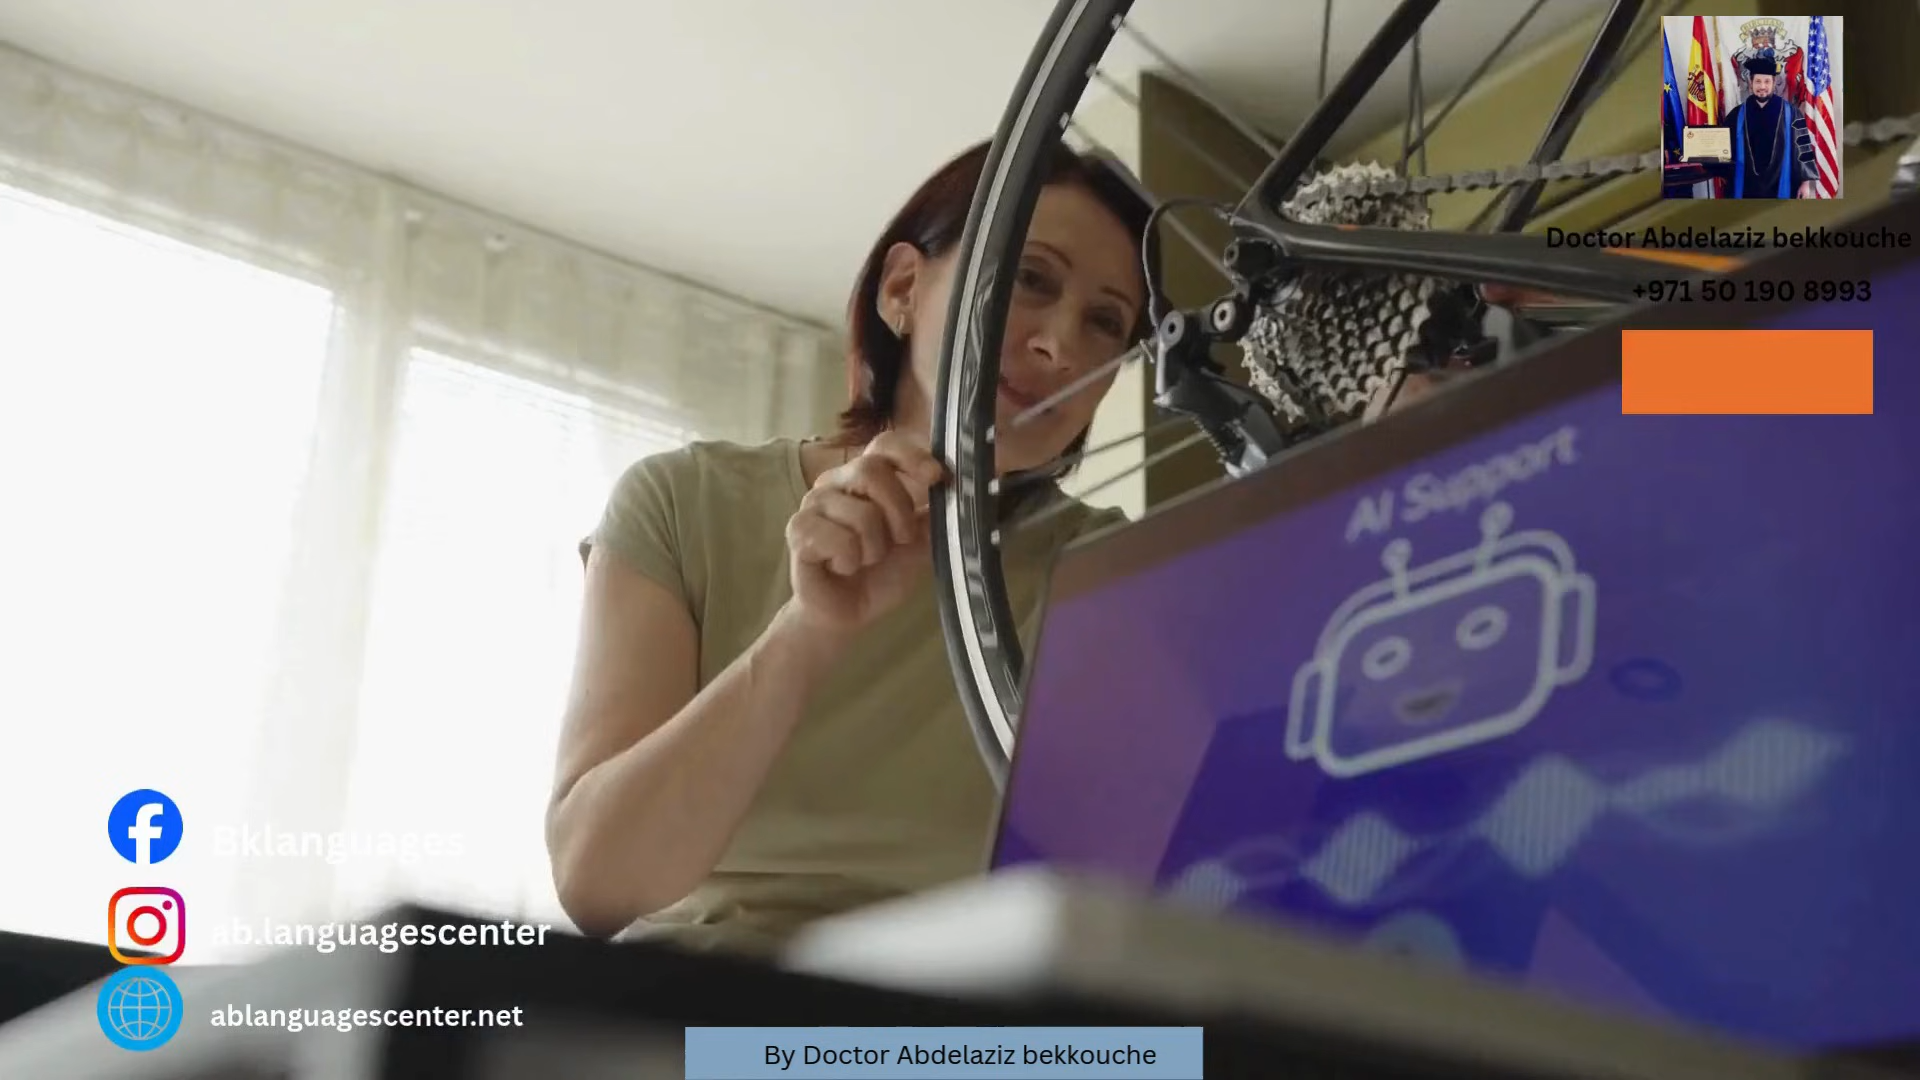 Doctor Abdelaziz bekkouche
+971 50 190 8993
AI Support
Bklanguages
ab.languagescenter
ablanguagescenter.net
By Doctor Abdelaziz bekkouche